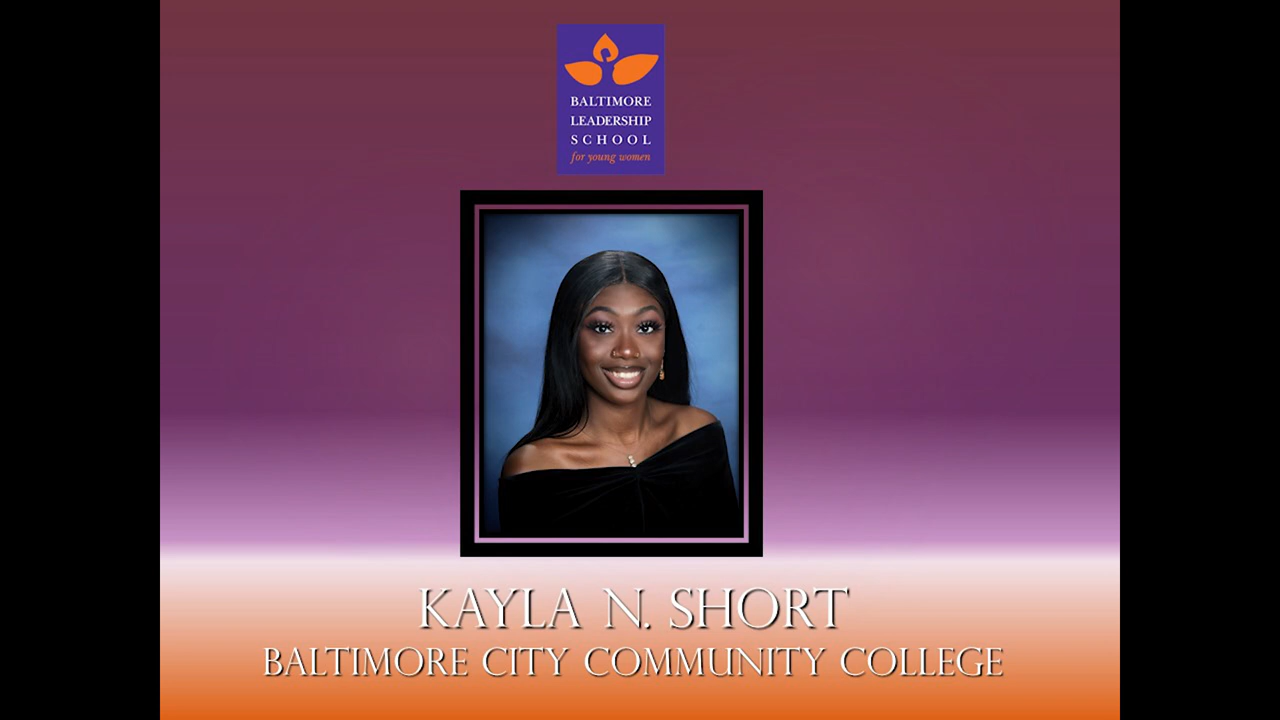 BALTIMORE
LEADERSHIP
SCHOOL
for young women
KAYLA N. SHORT
BALTIMORE CITY COMMUNITY COLLEGE